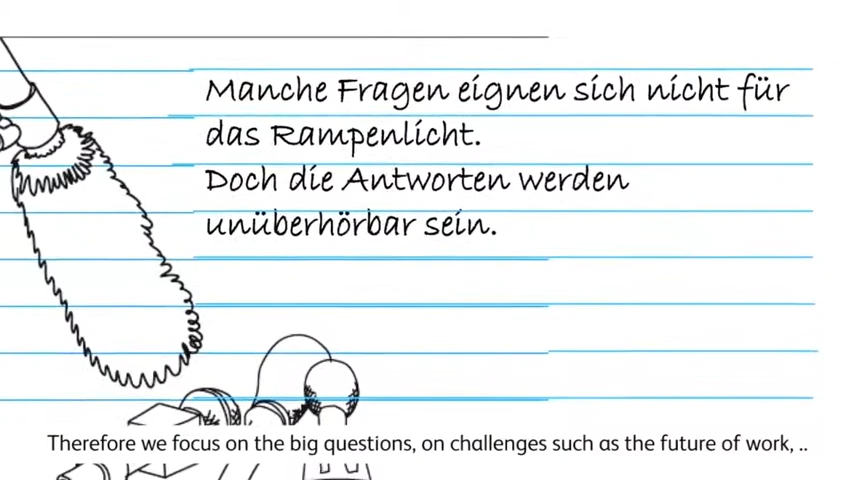 Manche Fragen eignen sich nicht für
das Rampenlicht.
Doch die Antworten werden
unüberhörbar sein.
Therefore we focus on the big questions, on challenges such as the future of work, ..